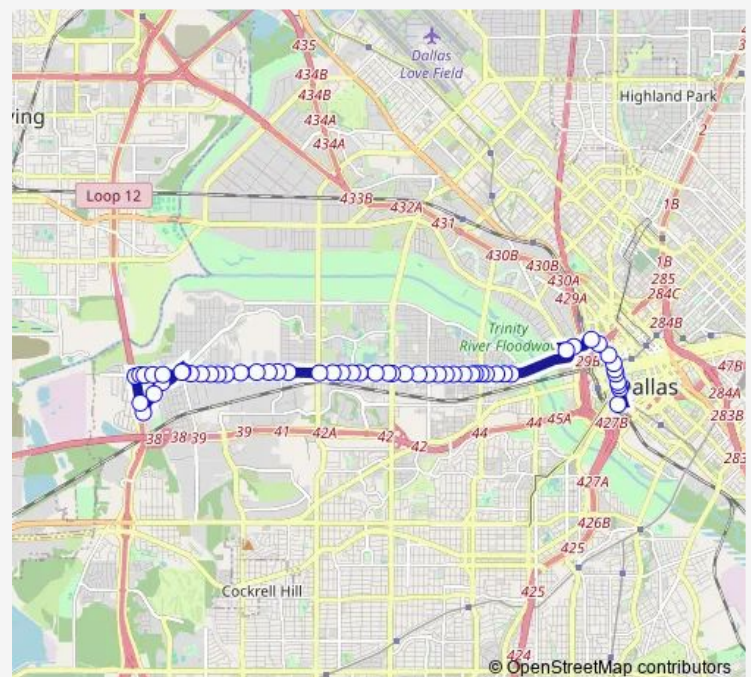 435
Dallas
Love Field
434B
434B
Highland Park
ving
434A
434A
2
Loop 12
433B
432A
431
1B
430B
430B
1B
430A
285
429A
284C
Trinity
River Floodway
284B
29B
47B
allas
284A
38
38
39
39
41
42A
42
42
44
44
45A
427B
283B
283
427A
426B
425
Cockrell Hill
425
424
© OpenStreetMap contributors